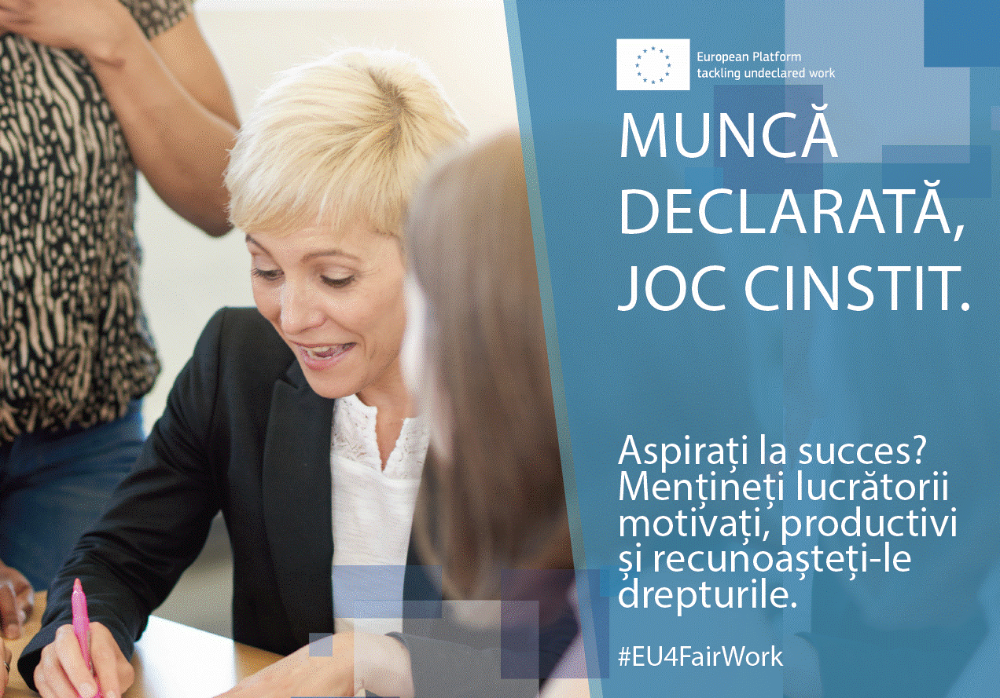 European Platform
tackling undeclared work
MUNCĂ
DECLARATĂ,
JOC CINSTIT.
Aspirați la succes?
Mențineți lucrătorii
motivați, productivi
și recunoașteți-le
drepturile.
#EU4FairWork